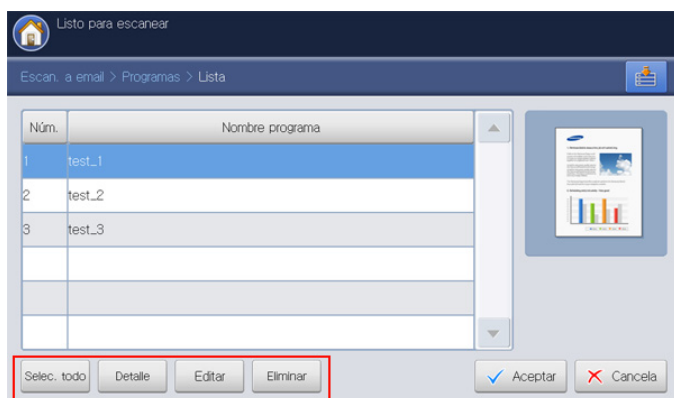 Listo para escanear
Escan. a email > Programas > Lista
Núm. Nombre programa
1 test_1
2 test_2
3 test_3
Selec. todo Detalle Editar Eliminar Aceptar Cancela